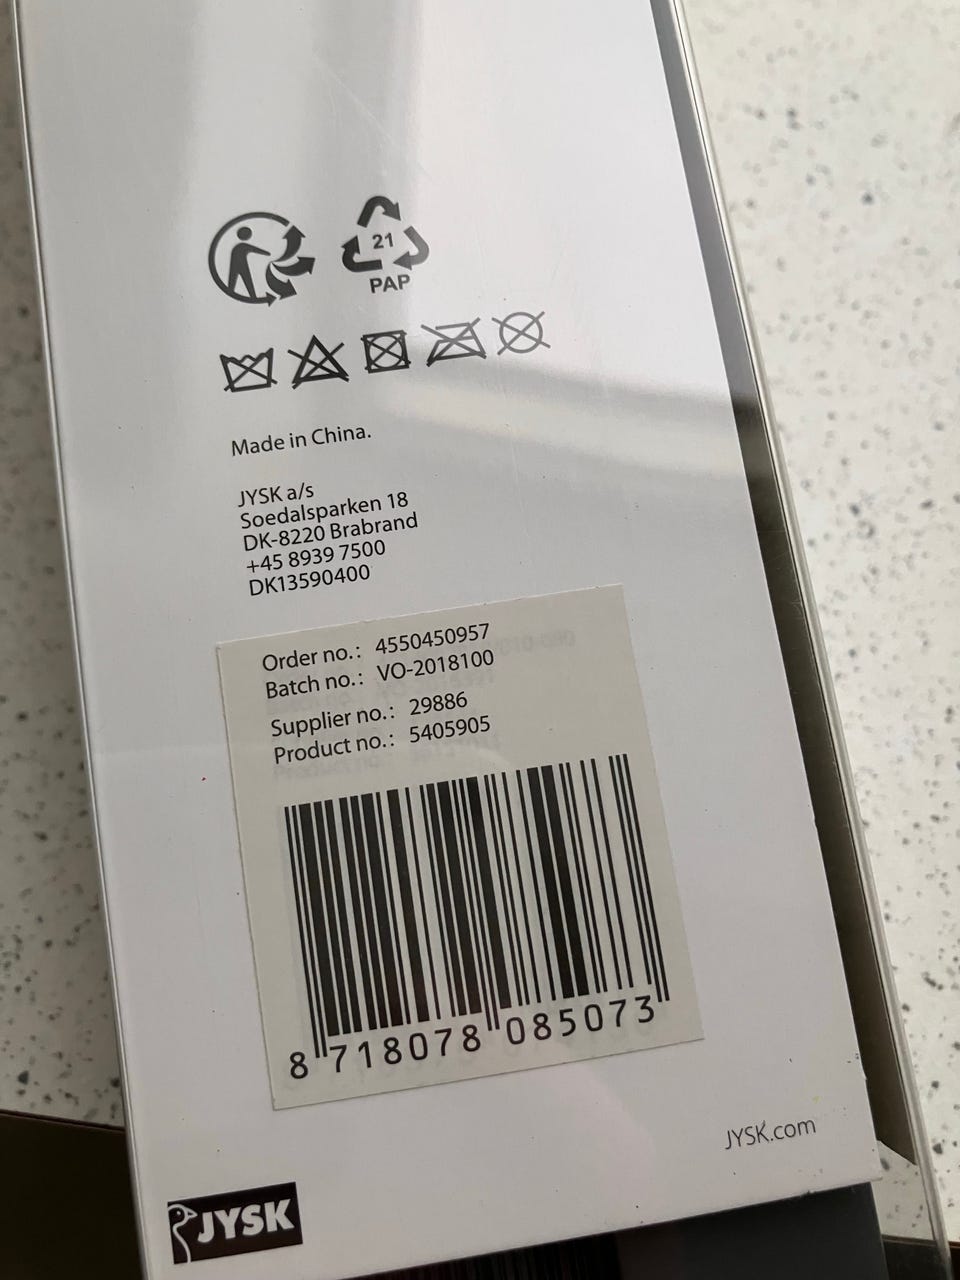 21
PAP
Made in China.
JYSK a/s
Soedalsparken 18
DK-8220 Brabrand
+45 8939 7500
DK13590400
Order no.: 4550450957
Batch no.: VO-2018100
Supplier no.: 29886
Product no.: 5405905
8 718078 085073
JYSK.com
JYSK